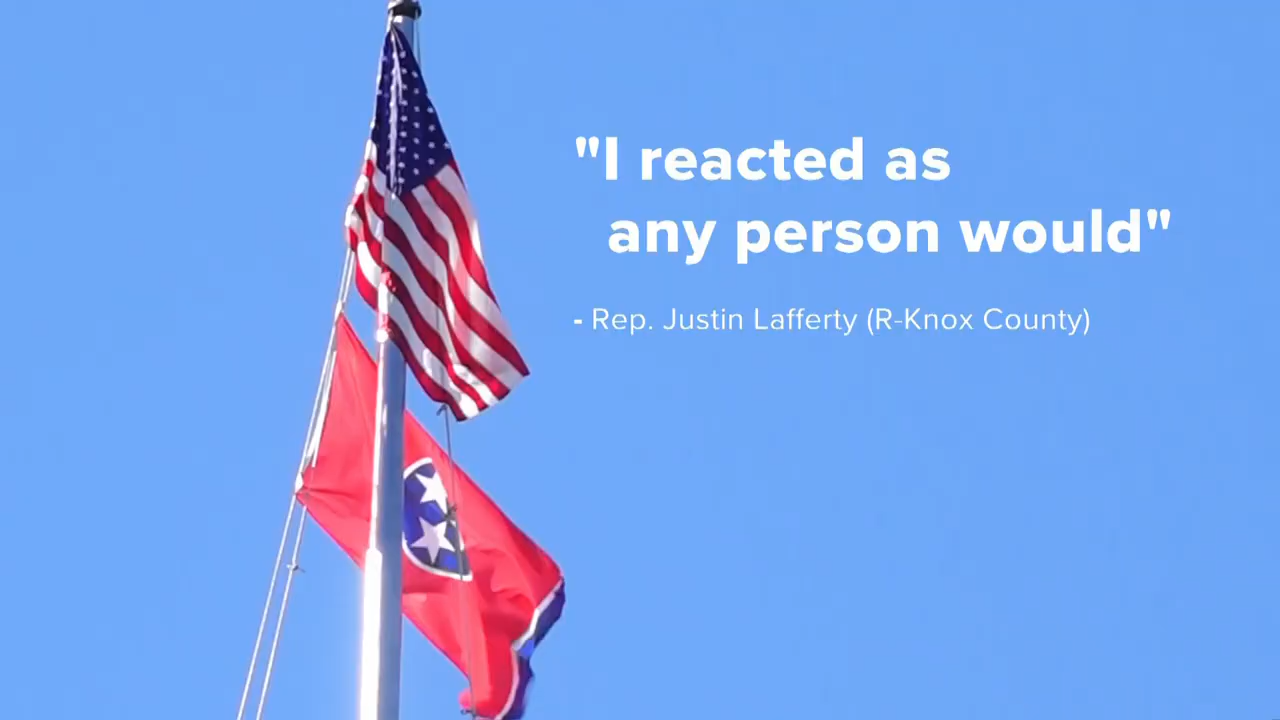 "I reacted as
any person would"
- Rep. Justin Lafferty (R-Knox County)